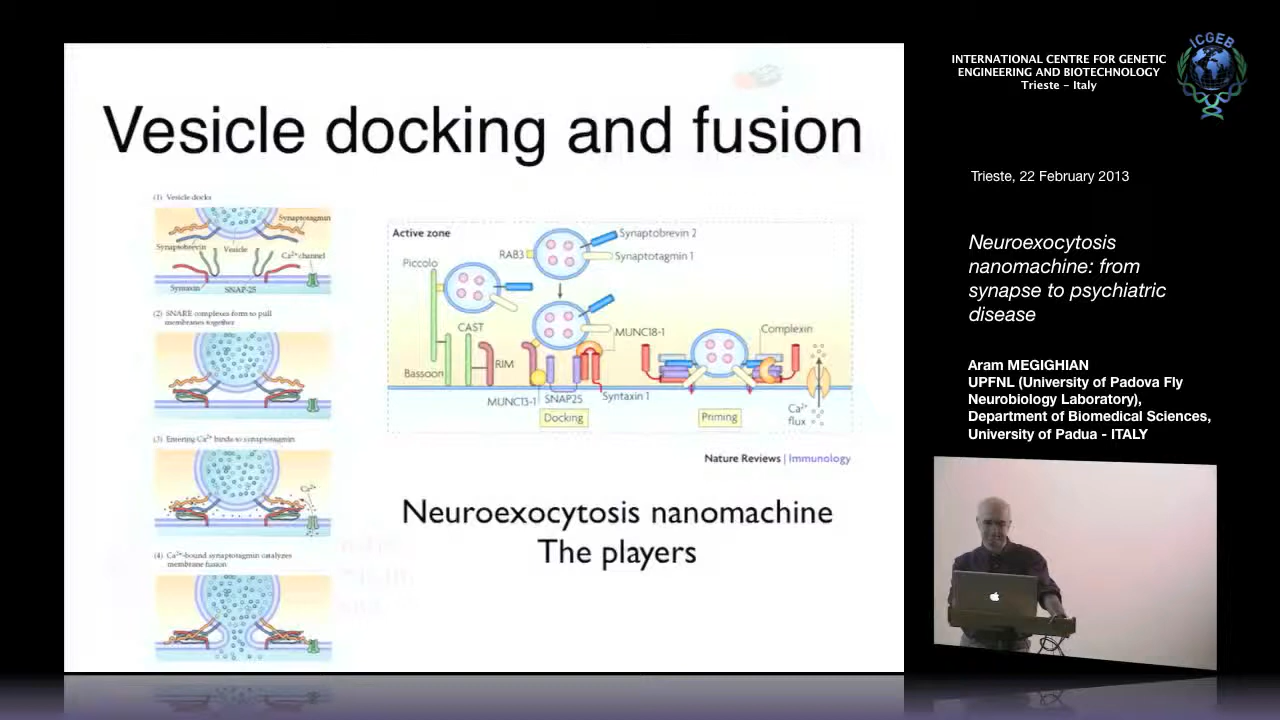 Vesicle docking and fusion
(1) Vesicle docks
Synaptotagmin
Synaptobrevin
Vesicle
Ca2+ channel
Syntaxin
SNAP-25
(2) SNARE complexes form to pull
membranes together
(3) Entering Ca2+ binds to synaptotagmin
Ca2+
(4) Ca2+-bound synaptotagmin catalyzes
membrane fusion
Active zone
Synaptobrevin 2
RAB3
Synaptotagmin 1
Piccolo
CAST
MUNC18-1
Complexin
RIM
Bassoon
MUNC13-1
SNAP25
Syntaxin 1
Docking
Priming
Ca2+
flux
Nature Reviews | Immunology
Neuroexocytosis nanomachine
The players
INTERNATIONAL CENTRE FOR GENETIC
ENGINEERING AND BIOTECHNOLOGY
Trieste - Italy
ICGEB
Trieste, 22 February 2013
Neuroexocytosis
nanomachine: from
synapse to psychiatric
disease
Aram MEGIGHIAN
UPFNL (University of Padova Fly
Neurobiology Laboratory),
Department of Biomedical Sciences,
University of Padua - ITALY